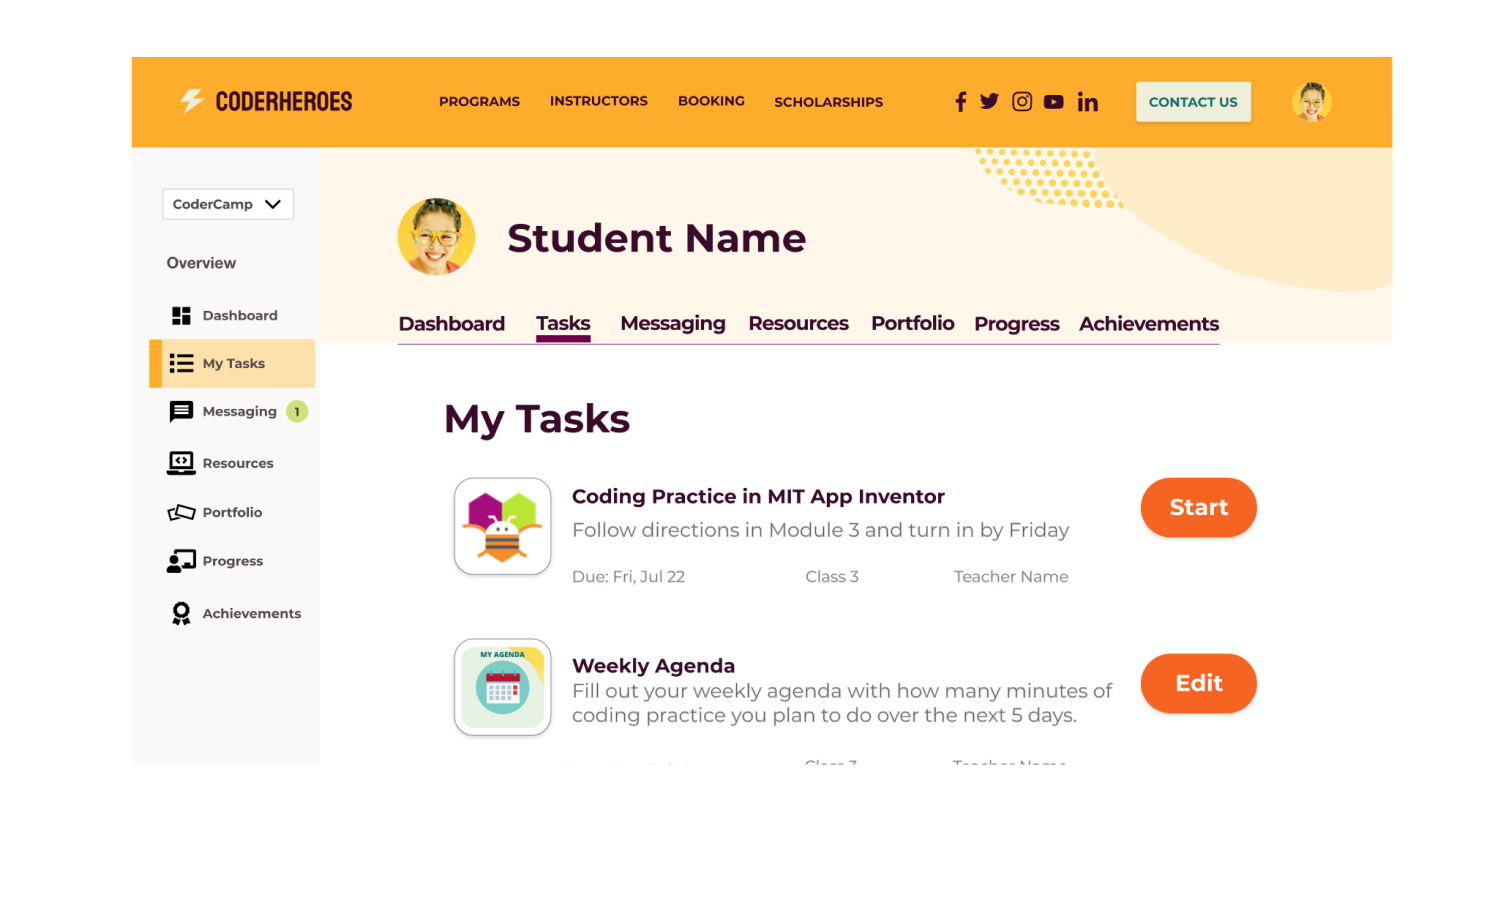 CODERHEROES
PROGRAMS INSTRUCTORS BOOKING SCHOLARSHIPS
CONTACT US
CoderCamp
Overview
Dashboard
My Tasks
Messaging 1
Resources
Portfolio
Progress
Achievements
Student Name
Dashboard Tasks Messaging Resources Portfolio Progress Achievements
My Tasks
Coding Practice in MIT App Inventor
Follow directions in Module 3 and turn in by Friday
Due: Fri, Jul 22 Class 3 Teacher Name
Start
MY AGENDA
Weekly Agenda
Fill out your weekly agenda with how many minutes of
coding practice you plan to do over the next 5 days.
Edit
Class 3 Teacher Name